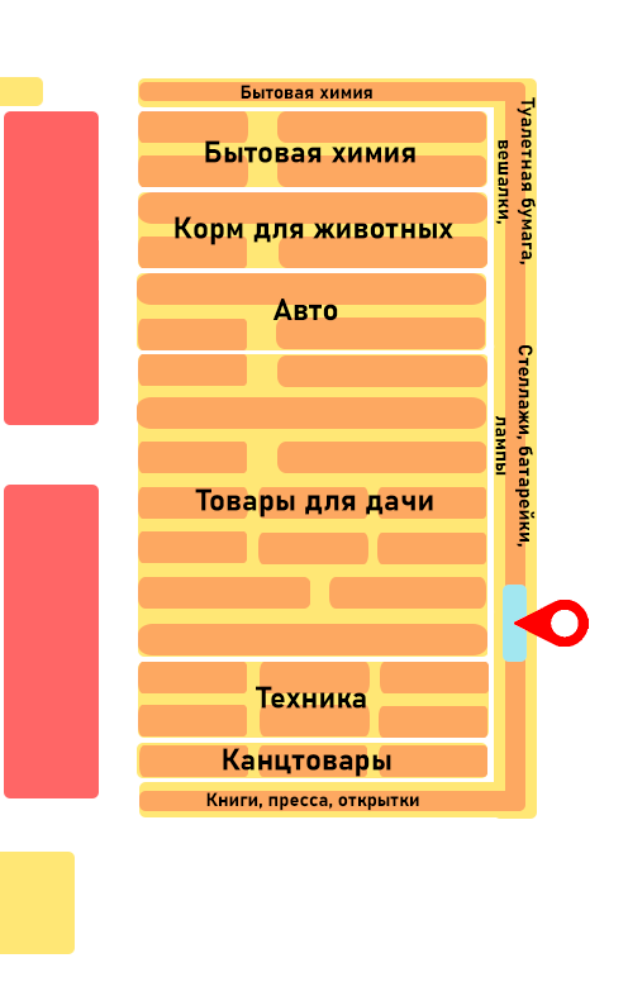 Бытовая химия
Бытовая химия
Корм для животных
Авто
Товары для дачи
Техника
Канцтовары
Книги, пресса, открытки
Туалетная бумага,
вешалки,
Стеллажи, батарейки,
лампы